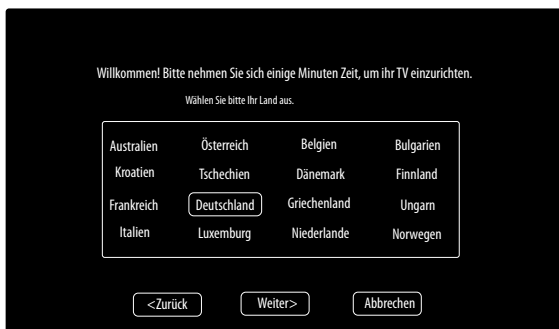 Willkommen! Bitte nehmen Sie sich einige Minuten Zeit, um ihr TV einzurichten.
Wählen Sie bitte Ihr Land aus.
Australien Österreich Belgien Bulgarien
Kroatien Tschechien Dänemark Finnland
Frankreich Deutschland Griechenland Ungarn
Italien Luxemburg Niederlande Norwegen
<Zurück Weiter> Abbrechen